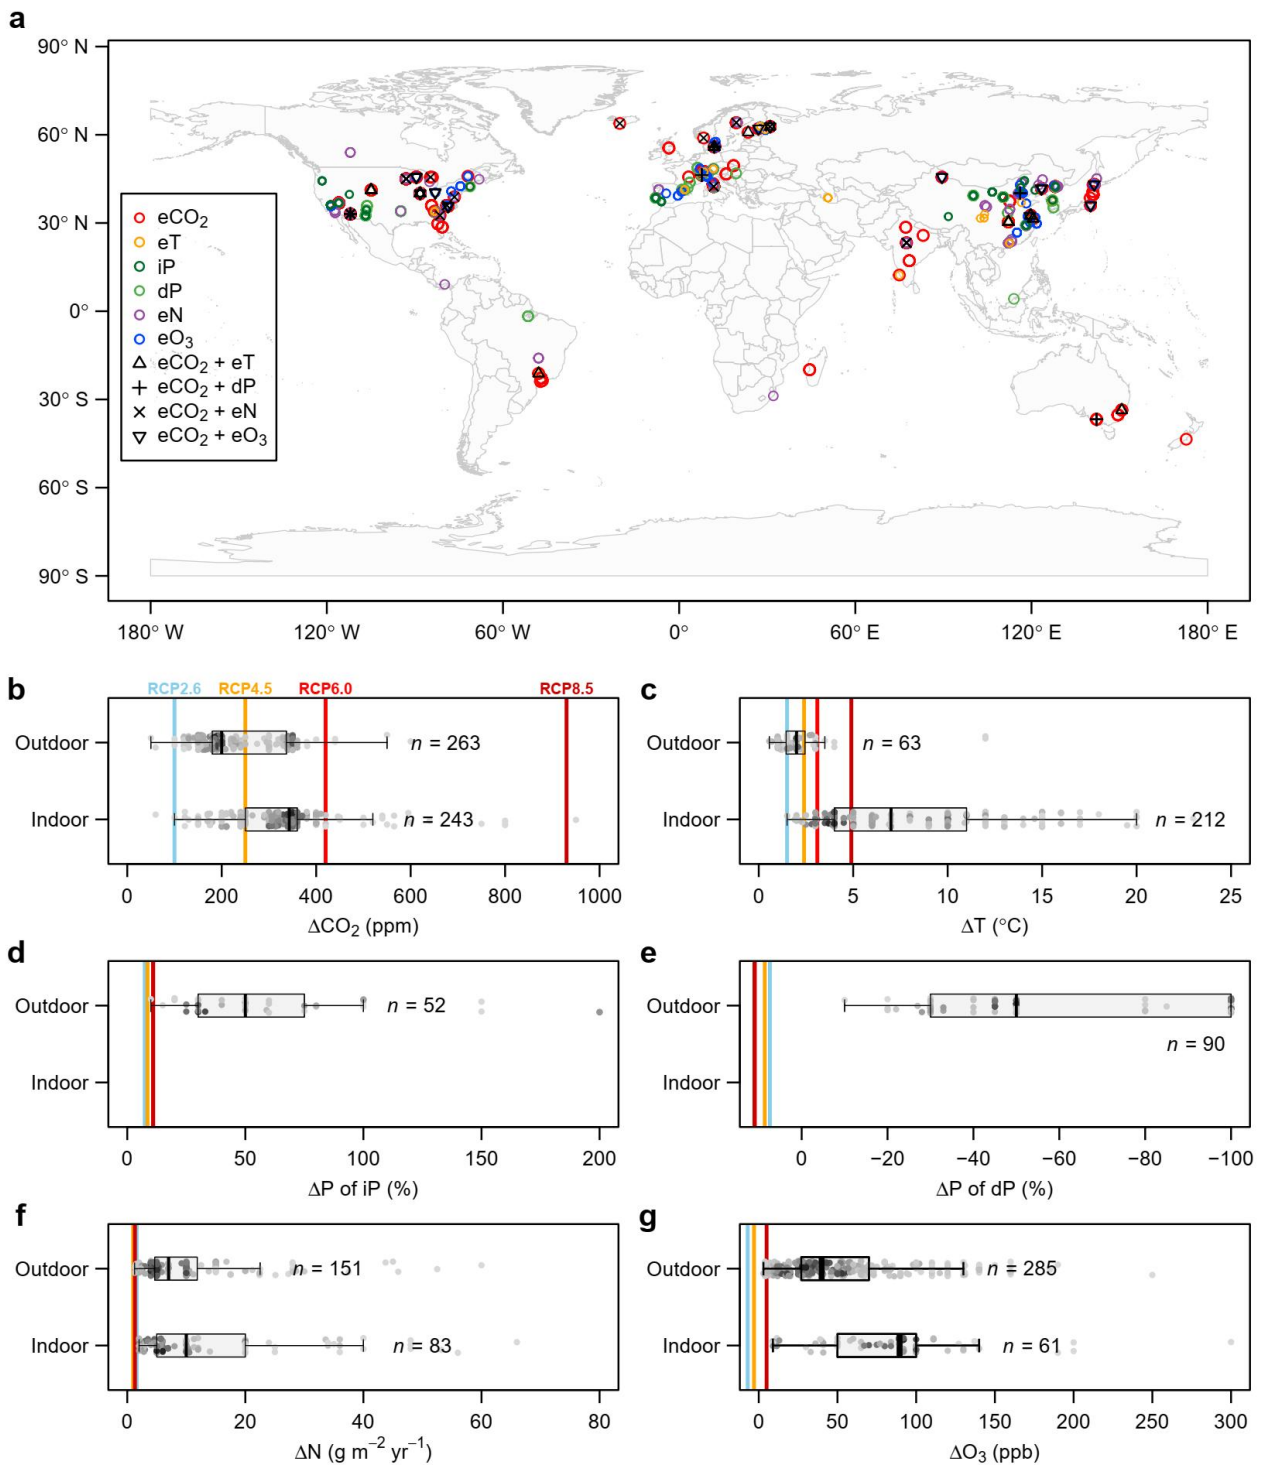 a
90° N
60° N
30° N
0°
30° S
60° S
90° S
eCO₂
eT
iP
dP
eN
eO₃
eCO₂ + eT
eCO₂ + dP
eCO₂ + eN
eCO₂ + eO₃
180° W 120° W 60° W 0° 60° E 120° E 180° E
b
RCP2.6 RCP4.5 RCP6.0 RCP8.5
Outdoor
n = 263
Indoor
n = 243
0 200 400 600 800 1000
ΔCO₂ (ppm)
c
Outdoor
n = 63
Indoor
n = 212
0 5 10 15 20 25
ΔT (°C)
d
Outdoor
n = 52
Indoor
0 50 100 150 200
ΔP of iP (%)
e
Outdoor
n = 90
Indoor
0 −20 −40 −60 −80 −100
ΔP of dP (%)
f
Outdoor
n = 151
Indoor
n = 83
0 20 40 60 80
ΔN (g m⁻² yr⁻¹)
g
Outdoor
n = 285
Indoor
n = 61
0 50 100 150 200 250 300
ΔO₃ (ppb)